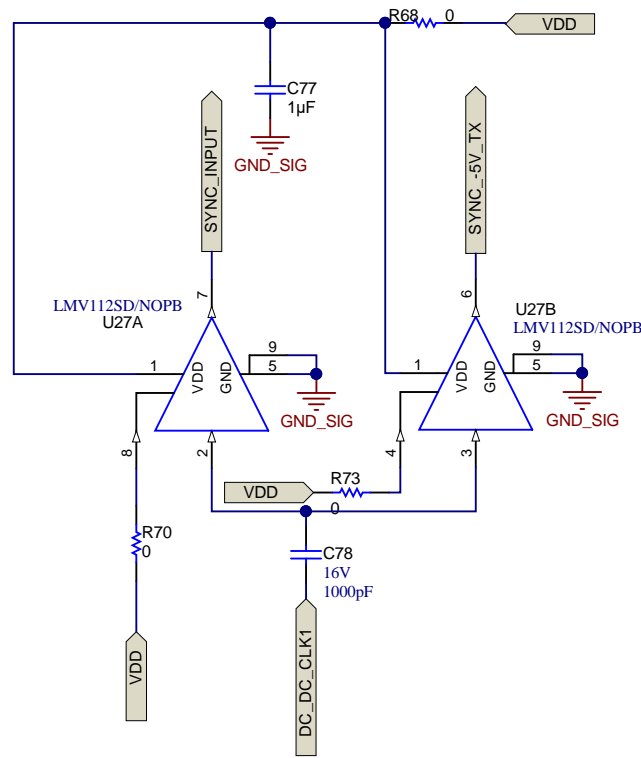 R68 0
VDD
C77
1µF
GND_SIG
SYNC_INPUT
SYNC_-5V_TX
7
6
LMV112SD/NOPB
U27A
U27B
LMV112SD/NOPB
1
VDD
GND
9
5
GND_SIG
1
VDD
GND
9
5
GND_SIG
8
2
4
3
VDD
R73
0
R70
0
C78
16V
1000pF
VDD
DC_DC_CLK1